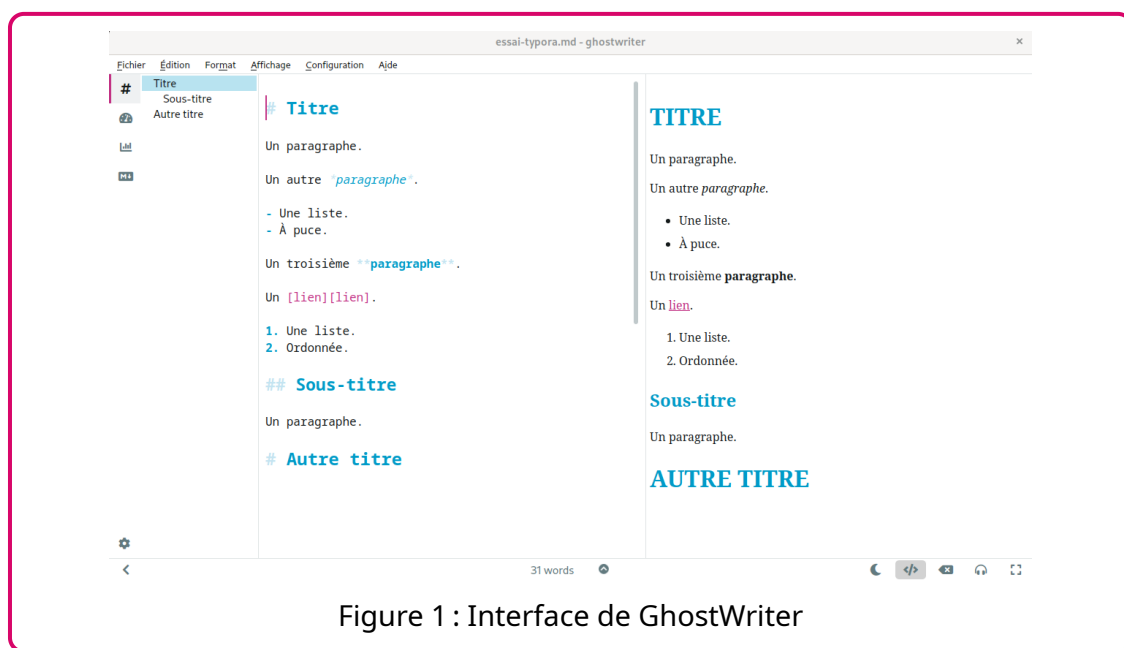 essai-typora.md - ghostwriter
×
Fichier Édition Format Affichage Configuration Aide
#
Titre
Sous-titre
Autre titre
M↓
# Titre
Un paragraphe.
Un autre *paragraphe*.
- Une liste.
- À puce.
Un troisième **paragraphe**.
Un [lien][lien].
1. Une liste.
2. Ordonnée.
## Sous-titre
Un paragraphe.
# Autre titre
TITRE
Un paragraphe.
Un autre paragraphe.
• Une liste.
• À puce.
Un troisième paragraphe.
Un lien.
1. Une liste.
2. Ordonnée.
Sous-titre
Un paragraphe.
AUTRE TITRE
31 words
</>
Figure 1 : Interface de GhostWriter